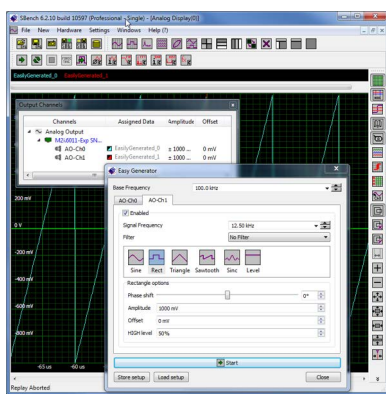 SBench 6.2.10 build 10597 (Professional - Single) - [Analog Display[0]]
File New Hardware Settings Windows Help (?)
EasilyGenerated_0 EasilyGenerated_1
Output Channels
Channels Assigned Data Amplitude Offset
Analog Output
M2i.6011-Exp SN...
AO-Ch0 EasilyGenerated_0 ± 1000 ... 0 mV
AO-Ch1 EasilyGenerated_1 ± 1000 ... 0 mV
Easy Generator
Base Frequency 100.0 kHz
AO-Ch0 AO-Ch1
Enabled
Signal Frequency 12.50 kHz
Filter No Filter
Sine Rect Triangle Sawtooth Sinc Level
Rectangle options
Phase shift 0°
Amplitude 1000 mV
Offset 0 mV
HIGH level 50%
Start
Store setup Load setup Close
200 mV
0 V
-200 mV
-400 mV
-600 mV
-800 mV
-65 us -60 us
Replay Aborted